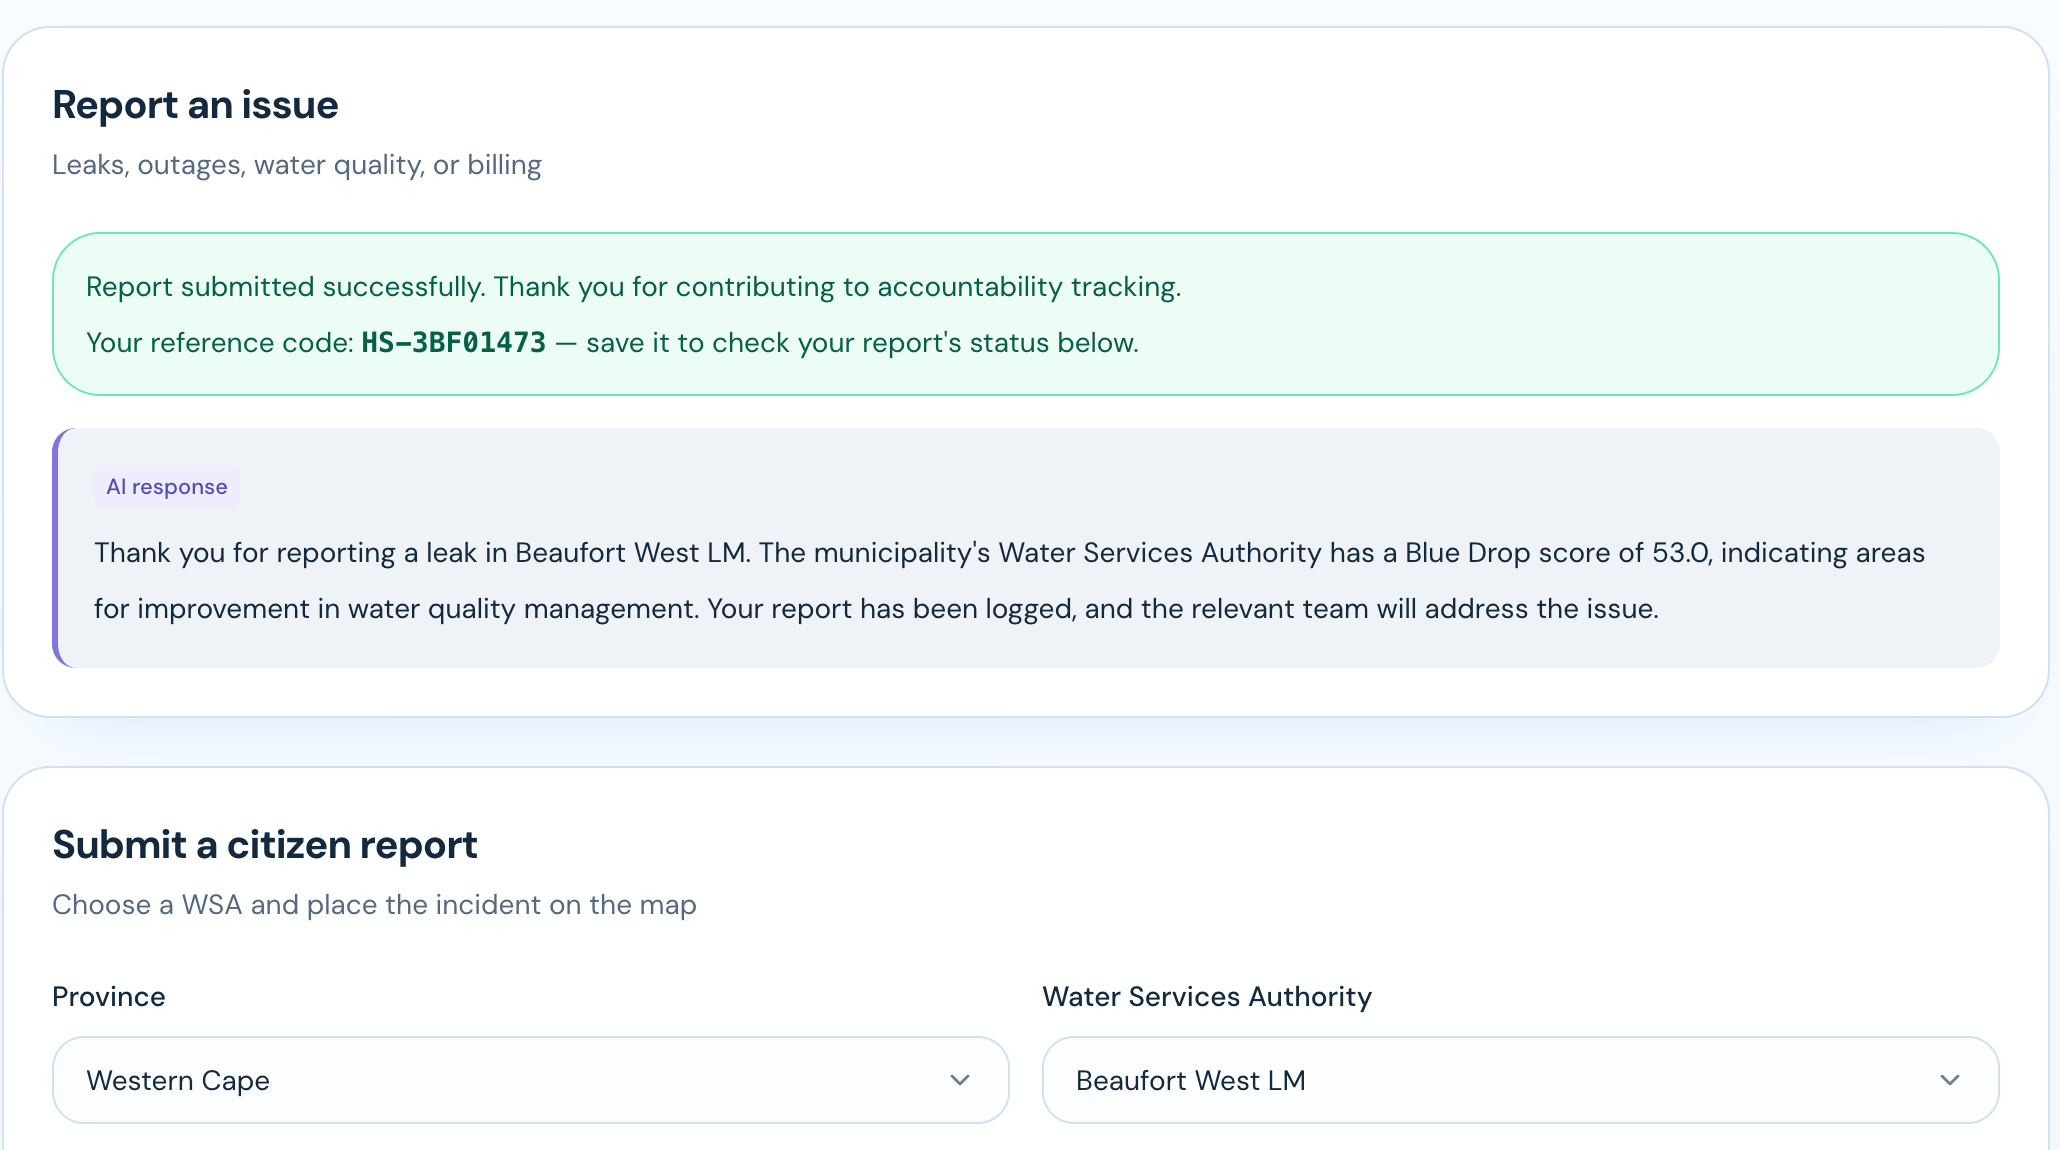 Report an issue
Leaks, outages, water quality, or billing
Report submitted successfully. Thank you for contributing to accountability tracking.
Your reference code: HS-3BF01473 — save it to check your report's status below.
AI response
Thank you for reporting a leak in Beaufort West LM. The municipality's Water Services Authority has a Blue Drop score of 53.0, indicating areas
for improvement in water quality management. Your report has been logged, and the relevant team will address the issue.
Submit a citizen report
Choose a WSA and place the incident on the map
Province
Water Services Authority
Western Cape
Beaufort West LM